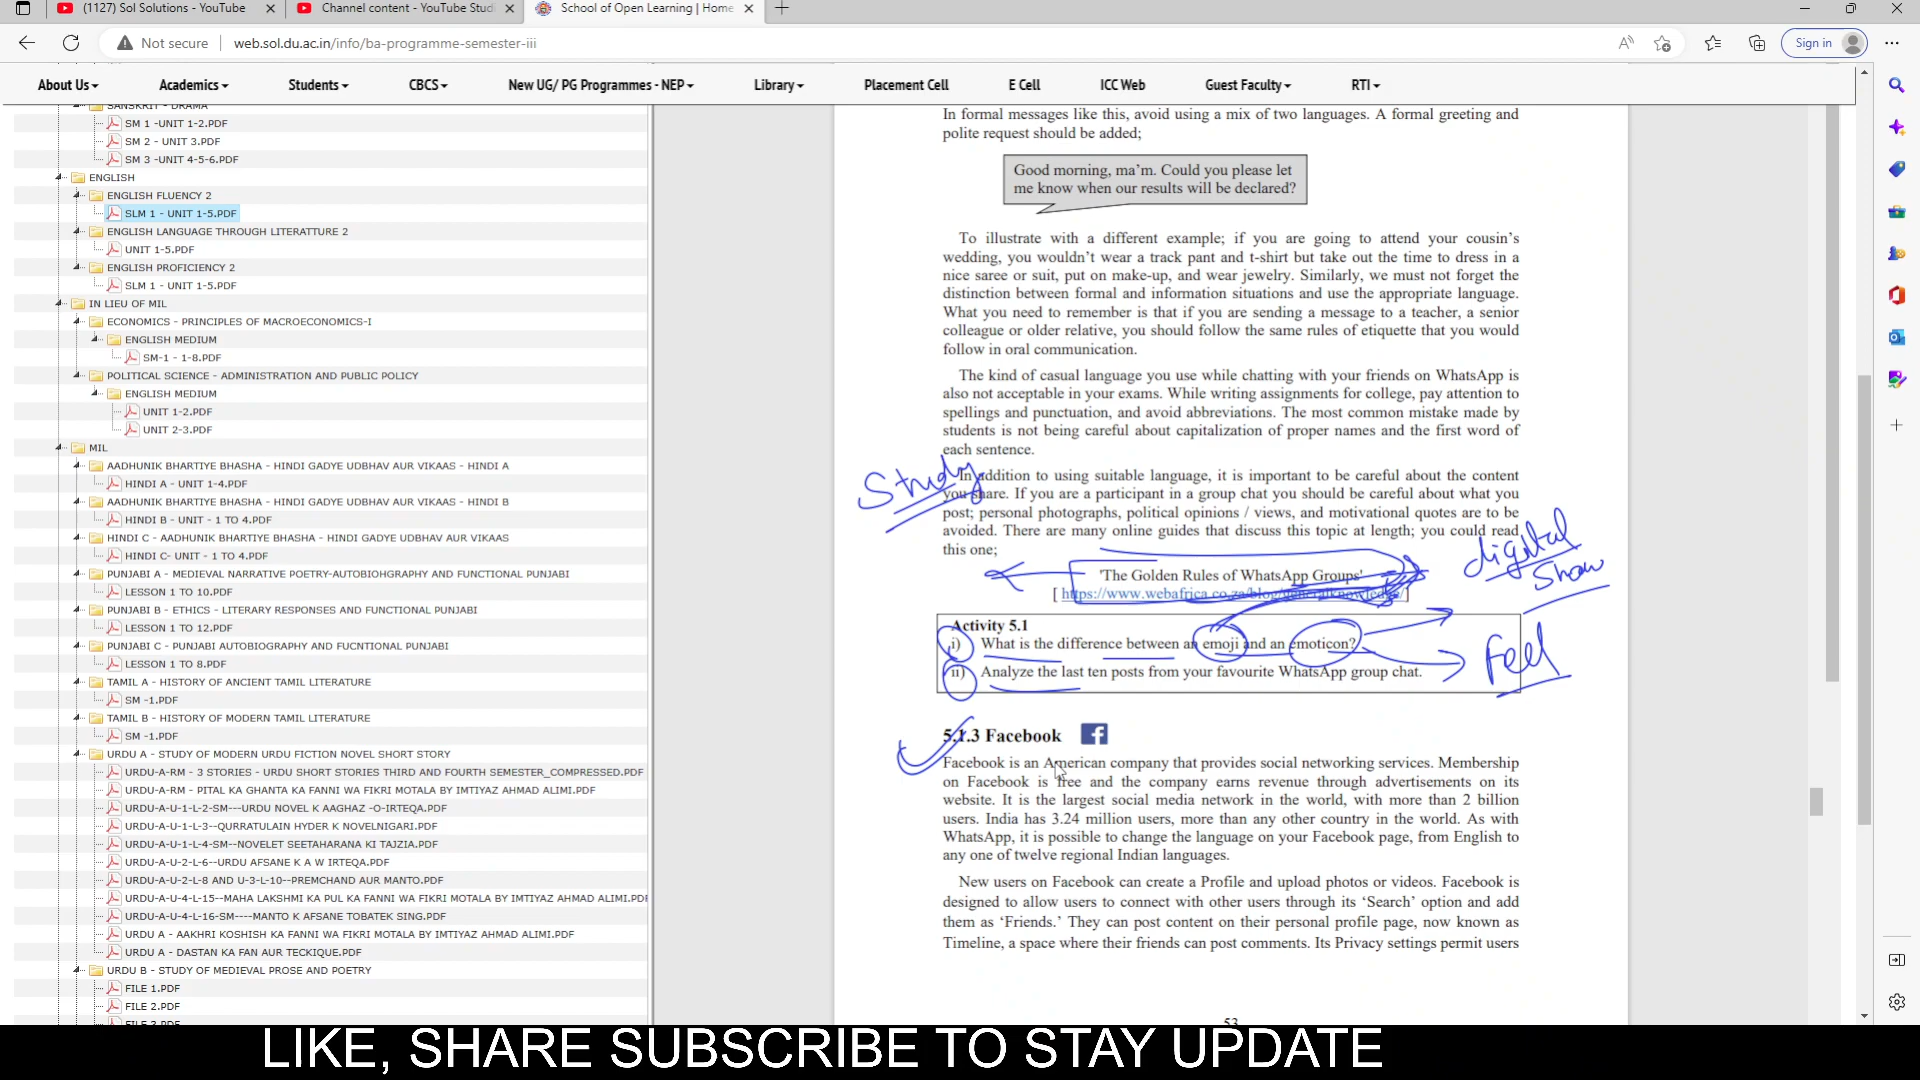 (1127) Sol Solutions - YouTube
Channel content - YouTube Stud
School of Open Learning | Home
Not secure
web.sol.du.ac.in/info/ba-programme-semester-iii
Sign in
About Us
Academics
Students
CBCS
New UG/ PG Programmes - NEP
Library
Placement Cell
E Cell
ICC Web
Guest Faculty
RTI
SANSKRIT - DRAMA
SM 1 -UNIT 1-2.PDF
SM 2 - UNIT 3.PDF
SM 3 -UNIT 4-5-6.PDF
ENGLISH
ENGLISH FLUENCY 2
SLM 1 - UNIT 1-5.PDF
ENGLISH LANGUAGE THROUGH LITERATTURE 2
UNIT 1-5.PDF
ENGLISH PROFICIENCY 2
SLM 1 - UNIT 1-5.PDF
IN LIEU OF MIL
ECONOMICS - PRINCIPLES OF MACROECONOMICS-I
ENGLISH MEDIUM
SM-1 - 1-8.PDF
POLITICAL SCIENCE - ADMINISTRATION AND PUBLIC POLICY
ENGLISH MEDIUM
UNIT 1-2.PDF
UNIT 2-3.PDF
MIL
AADHUNIK BHARTIYE BHASHA - HINDI GADYE UDBHAV AUR VIKAAS - HINDI A
HINDI A - UNIT 1-4.PDF
AADHUNIK BHARTIYE BHASHA - HINDI GADYE UDBHAV AUR VIKAAS - HINDI B
HINDI B - UNIT - 1 TO 4.PDF
HINDI C - AADHUNIK BHARTIYE BHASHA - HINDI GADYE UDBHAV AUR VIKAAS
HINDI C- UNIT - 1 TO 4.PDF
PUNJABI A - MEDIEVAL NARRATIVE POETRY-AUTOBIOHGRAPHY AND FUNCTIONAL PUNJABI
LESSON 1 TO 10.PDF
PUNJABI B - ETHICS - LITERARY RESPONSES AND FUNCTIONAL PUNJABI
LESSON 1 TO 12.PDF
PUNJABI C - PUNJABI AUTOBIOGRAPHY AND FUCNTIONAL PUNJABI
LESSON 1 TO 8.PDF
TAMIL A - HISTORY OF ANCIENT TAMIL LITERATURE
SM -1.PDF
TAMIL B - HISTORY OF MODERN TAMIL LITERATURE
SM -1.PDF
URDU A - STUDY OF MODERN URDU FICTION NOVEL SHORT STORY
URDU-A-RM - 3 STORIES - URDU SHORT STORIES THIRD AND FOURTH SEMESTER_COMPRESSED.PDF
URDU-A-RM - PITAL KA GHANTA KA FANNI WA FIKRI MOTALA BY IMTIYAZ AHMAD ALIMI.PDF
URDU-A-U-1-L-2-SM---URDU NOVEL K AAGHAZ -O-IRTEQA.PDF
URDU-A-U-1-L-3--QURRATULAIN HYDER K NOVELNIGARI.PDF
URDU-A-U-1-L-4-SM--NOVELET SEETAHARANA KI TAJZIA.PDF
URDU-A-U-2-L-6--URDU AFSANE K A W IRTEQA.PDF
URDU-A-U-2-L-8 AND U-3-L-10--PREMCHAND AUR MANTO.PDF
URDU-A-U-4-L-15--MAHA LAKSHMI KA PUL KA FANNI WA FIKRI MOTALA BY IMTIYAZ AHMAD ALIMI.PDF
URDU-A-U-4-L-16-SM----MANTO K AFSANE TOBATEK SING.PDF
URDU A - AAKHRI KOSHISH KA FANNI WA FIKRI MOTALA BY IMTIYAZ AHMAD ALIMI.PDF
URDU A - DASTAN KA FAN AUR TECKIQUE.PDF
URDU B - STUDY OF MEDIEVAL PROSE AND POETRY
FILE 1.PDF
FILE 2.PDF
In formal messages like this, avoid using a mix of two languages. A formal greeting and
polite request should be added;
Good morning, ma'm. Could you please let
me know when our results will be declared?
To illustrate with a different example; if you are going to attend your cousin's
wedding, you wouldn't wear a track pant and t-shirt but take out the time to dress in a
nice saree or suit, put on make-up, and wear jewelry. Similarly, we must not forget the
distinction between formal and information situations and use the appropriate language.
What you need to remember is that if you are sending a message to a teacher, a senior
colleague or older relative, you should follow the same rules of etiquette that you would
follow in oral communication.
The kind of casual language you use while chatting with your friends on WhatsApp is
also not acceptable in your exams. While writing assignments for college, pay attention to
spellings and punctuation, and avoid abbreviations. The most common mistake made by
students is not being careful about capitalization of proper names and the first word of
each sentence.
Study
In addition to using suitable language, it is important to be careful about the content
you share. If you are a participant in a group chat you should be careful about what you
post; personal photographs, political opinions / views, and motivational quotes are to be
avoided. There are many online guides that discuss this topic at length; you could read
this one;
digital
Show
'The Golden Rules of WhatsApp Groups'
[ https://www.webafrica.co.za/blog/generalknowledge/]
Activity 5.1
i) What is the difference between an emoji and an emoticon?
ii) Analyze the last ten posts from your favourite WhatsApp group chat.
Feel
5.1.3 Facebook
Facebook is an American company that provides social networking services. Membership
on Facebook is free and the company earns revenue through advertisements on its
website. It is the largest social media network in the world, with more than 2 billion
users. India has 3.24 million users, more than any other country in the world. As with
WhatsApp, it is possible to change the language on your Facebook page, from English to
any one of twelve regional Indian languages.
New users on Facebook can create a Profile and upload photos or videos. Facebook is
designed to allow users to connect with other users through its 'Search' option and add
them as 'Friends.' They can post content on their personal profile page, now known as
Timeline, a space where their friends can post comments. Its Privacy settings permit users
53
LIKE, SHARE SUBSCRIBE TO STAY UPDATE